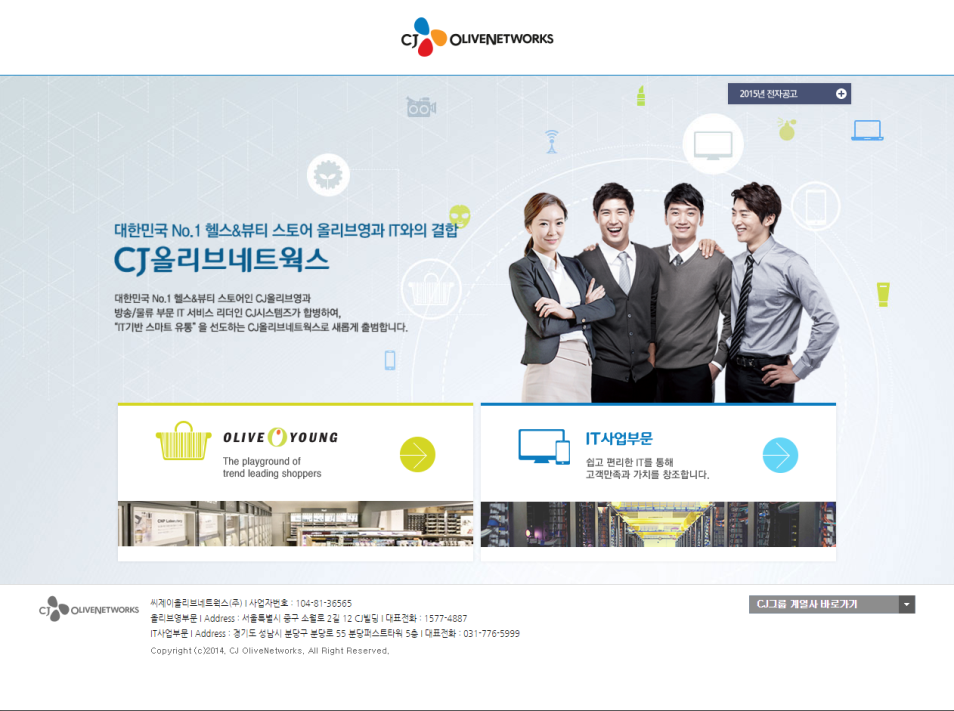 CJ OLIVENETWORKS
2015년 전자공고
대한민국 No.1 헬스&뷰티 스토어 올리브영과 IT와의 결합
CJ올리브네트웍스
대한민국 No.1 헬스&뷰티 스토어인 CJ올리브영과
방송/물류 부문 IT 서비스 리더인 CJ시스템즈가 합병하여,
"IT기반 스마트 유통" 을 선도하는 CJ올리브네트웍스로 새롭게 출범합니다.
OLIVE YOUNG
The playground of
trend leading shoppers
IT사업부문
쉽고 편리한 IT를 통해
고객만족과 가치를 창조합니다.
CJ OLIVENETWORKS
씨제이올리브네트웍스(주) I 사업자번호 : 104-81-36565
올리브영부문 I Address : 서울특별시 중구 소월로 2길 12 CJ빌딩 I 대표전화 : 1577-4887
IT사업부문 I Address : 경기도 성남시 분당구 분당로 55 분당퍼스트타워 5층 I 대표전화 : 031-776-5999
Copyright (c)2014, CJ OliveNetworks, All Right Reserved,
CJ그룹 계열사 바로가기